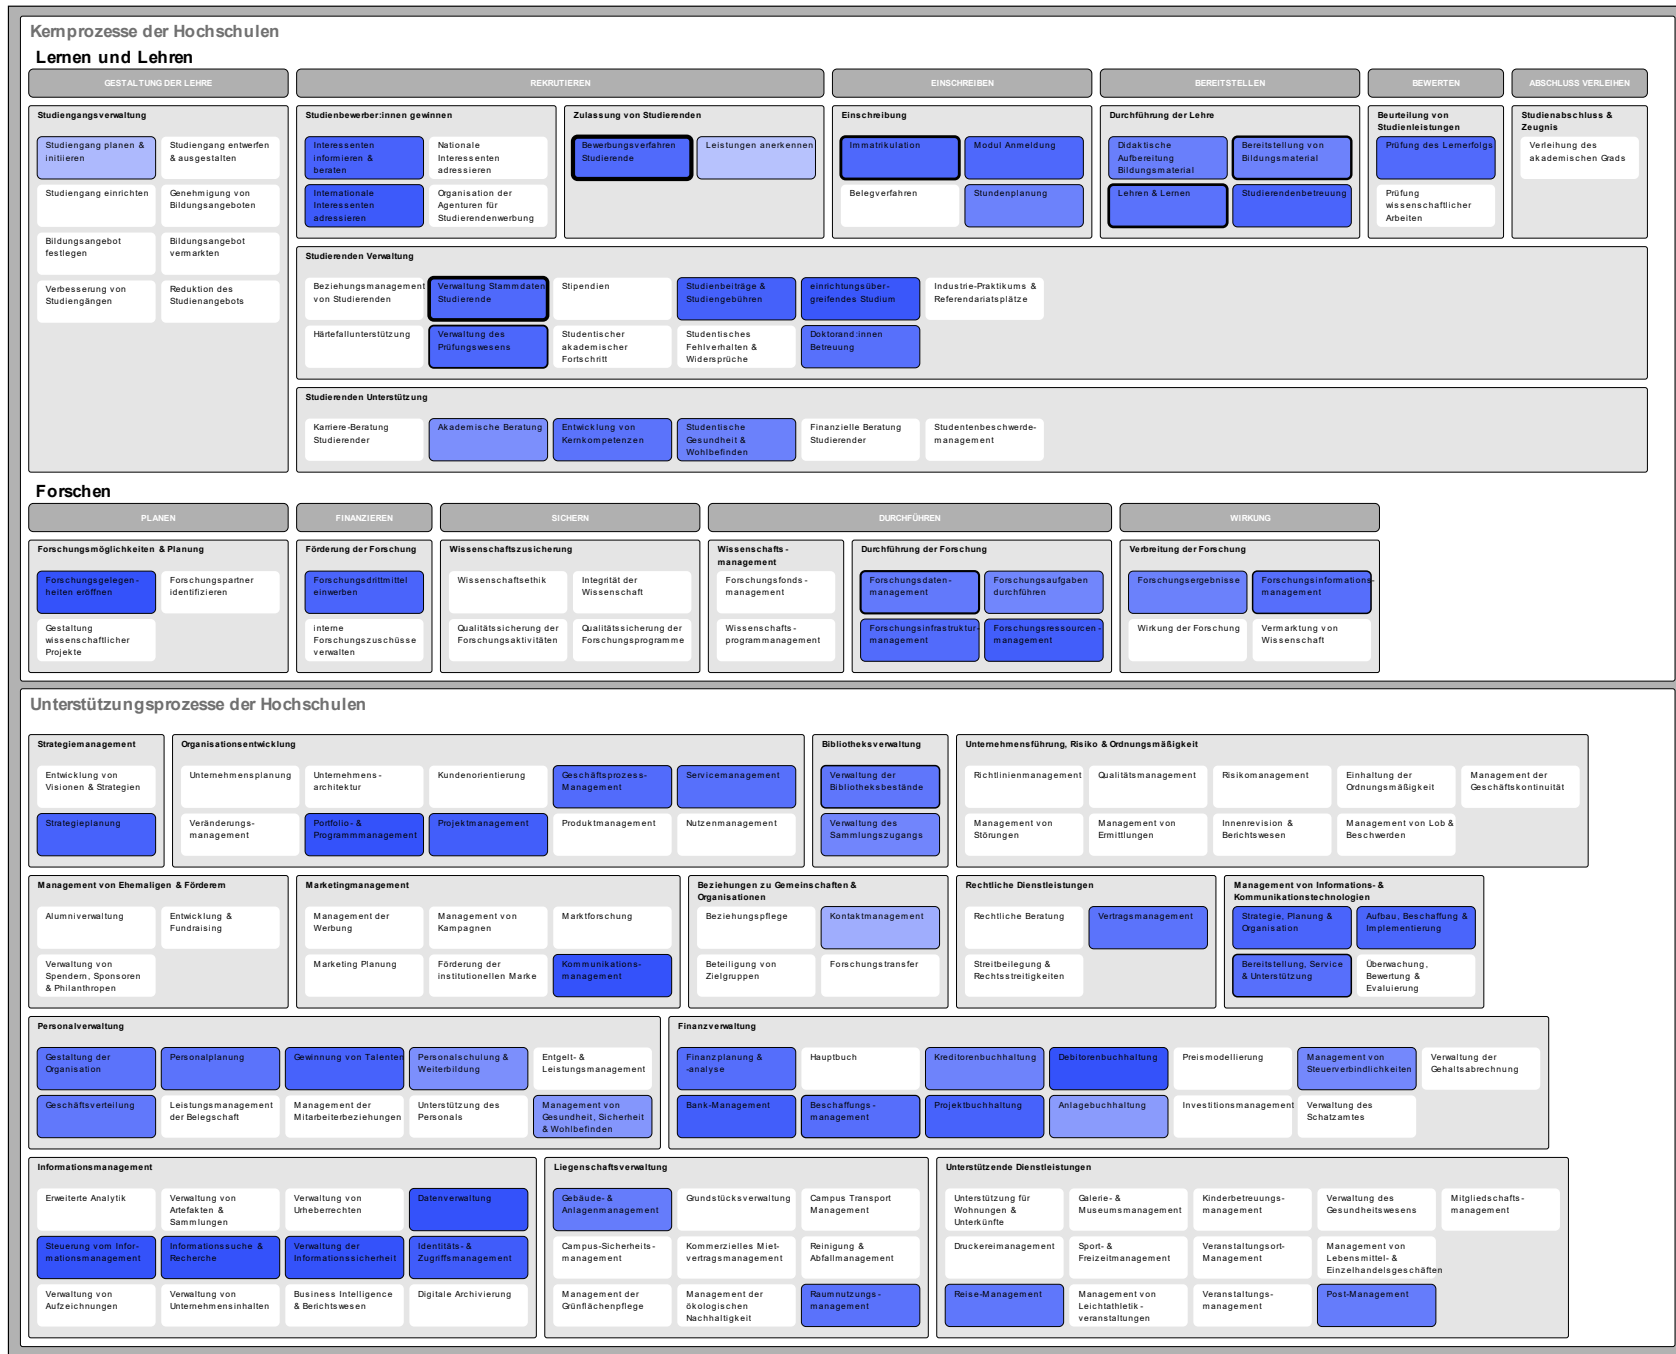 Kernprozesse der Hochschulen
Lernen und Lehren
GESTALTUNG DER LEHRE
REKRUTIEREN
EINSCHREIBEN
BEREITSTELLEN
BEWERTEN
ABSCHLUSS VERLEIHEN
Studiengangsverwaltung
Studiengang planen &
initiieren
Studiengang entwerfen
& ausgestalten
Studiengang einrichten
Genehmigung von
Bildungsangeboten
Bildungsangebot
festlegen
Bildungsangebot
vermarkten
Verbesserung von
Studiengängen
Reduktion des
Studienangebots
Studienbewerber:innen gewinnen
Interessenten
informieren &
beraten
Nationale
Interessenten
adressieren
Internationale
Interessenten
adressieren
Organisation der
Agenturen für
Studierendenwerbung
Zulassung von Studierenden
Bewerbungsverfahren
Studierende
Leistungen anerkennen
Einschreibung
Immatrikulation
Modul Anmeldung
Belegverfahren
Stundenplanung
Durchführung der Lehre
Didaktische
Aufbereitung
Bildungsmaterial
Bereitstellung von
Bildungsmaterial
Lehren & Lernen
Studierendenbetreuung
Beurteilung von
Studienleistungen
Prüfung des Lernerfolgs
Prüfung
wissenschaftlicher
Arbeiten
Studienabschluss &
Zeugnis
Verleihung des
akademischen Grads
Studierenden Verwaltung
Beziehungsmanagement
von Studierenden
Verwaltung Stammdaten
Studierende
Stipendien
Studienbeiträge &
Studiengebühren
einrichtungsüber-
greifendes Studium
Industrie-Praktikums &
Referendariatsplätze
Härtefallunterstützung
Verwaltung des
Prüfungswesens
Studentischer
akademischer
Fortschritt
Studentisches
Fehlverhalten &
Widersprüche
Doktorand:innen
Betreuung
Studierenden Unterstützung
Karriere-Beratung
Studierender
Akademische Beratung
Entwicklung von
Kernkompetenzen
Studentische
Gesundheit &
Wohlbefinden
Finanzielle Beratung
Studierender
Studentenbeschwerde-
management
Forschen
PLANEN
FINANZIEREN
SICHERN
DURCHFÜHREN
WIRKUNG
Forschungsmöglichkeiten & Planung
Forschungsgelegen-
heiten eröffnen
Forschungspartner
identifizieren
Gestaltung
wissenschaftlicher
Projekte
Förderung der Forschung
Forschungsdrittmittel
einwerben
interne
Forschungszuschüsse
verwalten
Wissenschaftszusicherung
Wissenschaftsethik
Integrität der
Wissenschaft
Qualitätssicherung der
Forschungsaktivitäten
Qualitätssicherung der
Forschungsprogramme
Wissenschafts-
management
Forschungsfonds-
management
Wissenschafts-
programmanagement
Durchführung der Forschung
Forschungsdaten-
management
Forschungsaufgaben
durchführen
Forschungsinfrastruktur-
management
Forschungsressourcen-
management
Verbreitung der Forschung
Forschungsergebnisse
Forschungsinformations-
management
Wirkung der Forschung
Vermarktung von
Wissenschaft
Unterstützungsprozesse der Hochschulen
Strategiemanagement
Entwicklung von
Visionen & Strategien
Strategieplanung
Organisationsentwicklung
Unternehmensplanung
Unternehmens-
architektur
Kundenorientierung
Geschäftsprozess-
Management
Servicemanagement
Veränderungs-
management
Portfolio- &
Programmmanagement
Projektmanagement
Produktmanagement
Nutzenmanagement
Bibliotheksverwaltung
Verwaltung der
Bibliotheksbestände
Verwaltung des
Sammlungszugangs
Unternehmensführung, Risiko & Ordnungsmäßigkeit
Richtlinienmanagement
Qualitätsmanagement
Risikomanagement
Einhaltung der
Ordnungsmäßigkeit
Management der
Geschäftskontinuität
Management von
Störungen
Management von
Ermittlungen
Innenrevision &
Berichtswesen
Management von Lob &
Beschwerden
Management von Ehemaligen & Förderern
Alumniverwaltung
Entwicklung &
Fundraising
Verwaltung von
Spendern, Sponsoren
& Philanthropen
Marketingmanagement
Management der
Werbung
Management von
Kampagnen
Marktforschung
Marketing Planung
Förderung der
institutionellen Marke
Kommunikations-
management
Beziehungen zu Gemeinschaften &
Organisationen
Beziehungspflege
Kontaktmanagement
Beteiligung von
Zielgruppen
Forschungstransfer
Rechtliche Dienstleistungen
Rechtliche Beratung
Vertragsmanagement
Streitbeilegung &
Rechtsstreitigkeiten
Management von Informations- &
Kommunikationstechnologien
Strategie, Planung &
Organisation
Aufbau, Beschaffung &
Implementierung
Bereitstellung, Service
& Unterstützung
Überwachung,
Bewertung &
Evaluierung
Personalverwaltung
Gestaltung der
Organisation
Personalplanung
Gewinnung von Talenten
Personalschulung &
Weiterbildung
Entgelt- &
Leistungsmanagement
Geschäftsverteilung
Leistungsmanagement
der Belegschaft
Management der
Mitarbeiterbeziehungen
Unterstützung des
Personals
Management von
Gesundheit, Sicherheit
& Wohlbefinden
Finanzverwaltung
Finanzplanung &
-analyse
Hauptbuch
Kreditorenbuchhaltung
Debitorenbuchhaltung
Preismodellierung
Management von
Steuerverbindlichkeiten
Verwaltung der
Gehaltsabrechnung
Bank-Management
Beschaffungs-
management
Projektbuchhaltung
Anlagebuchhaltung
Investitionsmanagement
Verwaltung des
Schatzamtes
Informationsmanagement
Erweiterte Analytik
Verwaltung von
Artefakten &
Sammlungen
Verwaltung von
Urheberrechten
Datenverwaltung
Steuerung vom Infor-
mationsmanagement
Informationssuche &
Recherche
Verwaltung der
Informationssicherheit
Identitäts- &
Zugriffsmanagement
Verwaltung von
Aufzeichnungen
Verwaltung von
Unternehmensinhalten
Business Intelligence
& Berichtswesen
Digitale Archivierung
Liegenschaftsverwaltung
Gebäude- &
Anlagenmanagement
Grundstücksverwaltung
Campus Transport
Management
Campus-Sicherheits-
management
Kommerzielles Miet-
vertragsmanagement
Reinigung &
Abfallmanagement
Management der
Grünflächenpflege
Management der
ökologischen
Nachhaltigkeit
Raumnutzungs-
management
Unterstützende Dienstleistungen
Unterstützung für
Wohnungen &
Unterkünfte
Galerie- &
Museumsmanagement
Kinderbetreuungs-
management
Verwaltung des
Gesundheitswesens
Mitgliedschafts-
management
Druckereimanagement
Sport- &
Freizeitmanagement
Veranstaltungsort-
Management
Management von
Lebensmittel- &
Einzelhandelsgeschäften
Reise-Management
Management von
Leichtathletik-
veranstaltungen
Veranstaltungs-
management
Post-Management